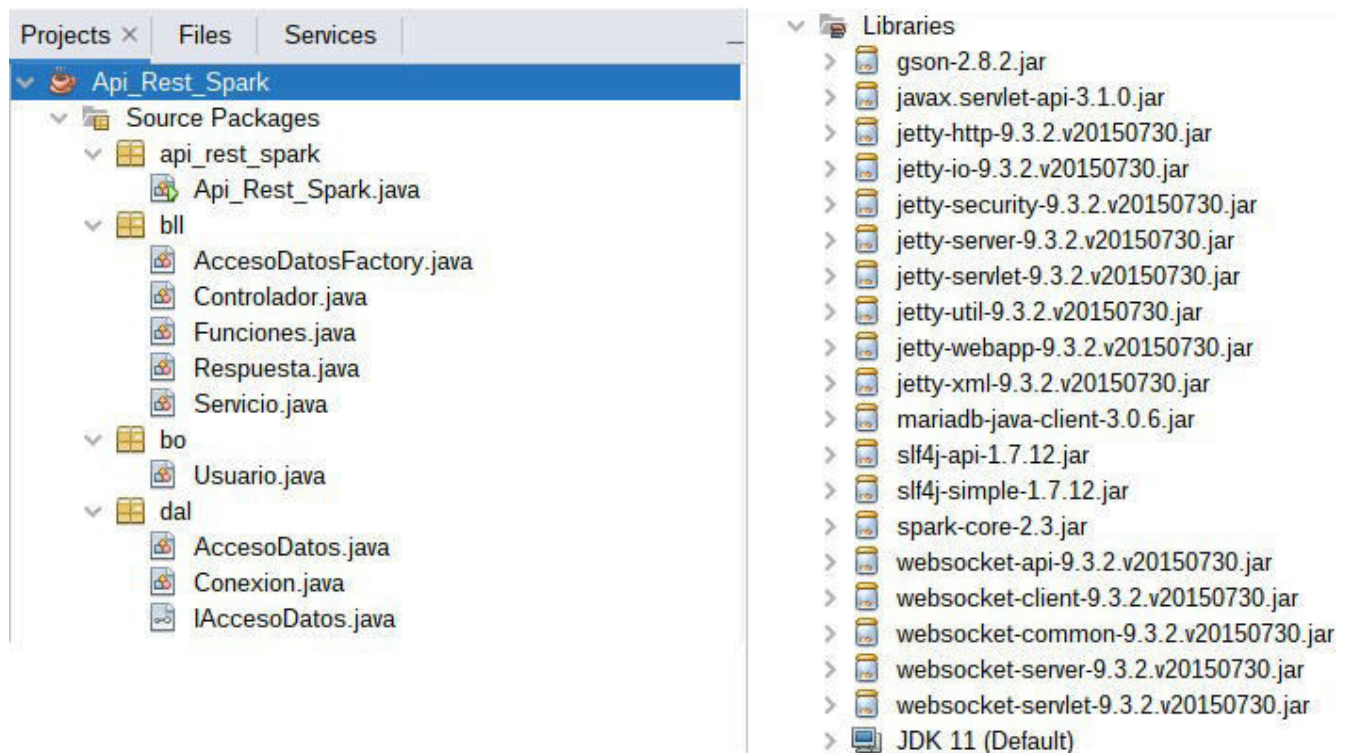 Projects × Files Services
Api_Rest_Spark
Source Packages
api_rest_spark
Api_Rest_Spark.java
bll
AccesoDatosFactory.java
Controlador.java
Funciones.java
Respuesta.java
Servicio.java
bo
Usuario.java
dal
AccesoDatos.java
Conexion.java
IAccesoDatos.java
Libraries
gson-2.8.2.jar
javax.servlet-api-3.1.0.jar
jetty-http-9.3.2.v20150730.jar
jetty-io-9.3.2.v20150730.jar
jetty-security-9.3.2.v20150730.jar
jetty-server-9.3.2.v20150730.jar
jetty-servlet-9.3.2.v20150730.jar
jetty-util-9.3.2.v20150730.jar
jetty-webapp-9.3.2.v20150730.jar
jetty-xml-9.3.2.v20150730.jar
mariadb-java-client-3.0.6.jar
slf4j-api-1.7.12.jar
slf4j-simple-1.7.12.jar
spark-core-2.3.jar
websocket-api-9.3.2.v20150730.jar
websocket-client-9.3.2.v20150730.jar
websocket-common-9.3.2.v20150730.jar
websocket-server-9.3.2.v20150730.jar
websocket-servlet-9.3.2.v20150730.jar
JDK 11 (Default)